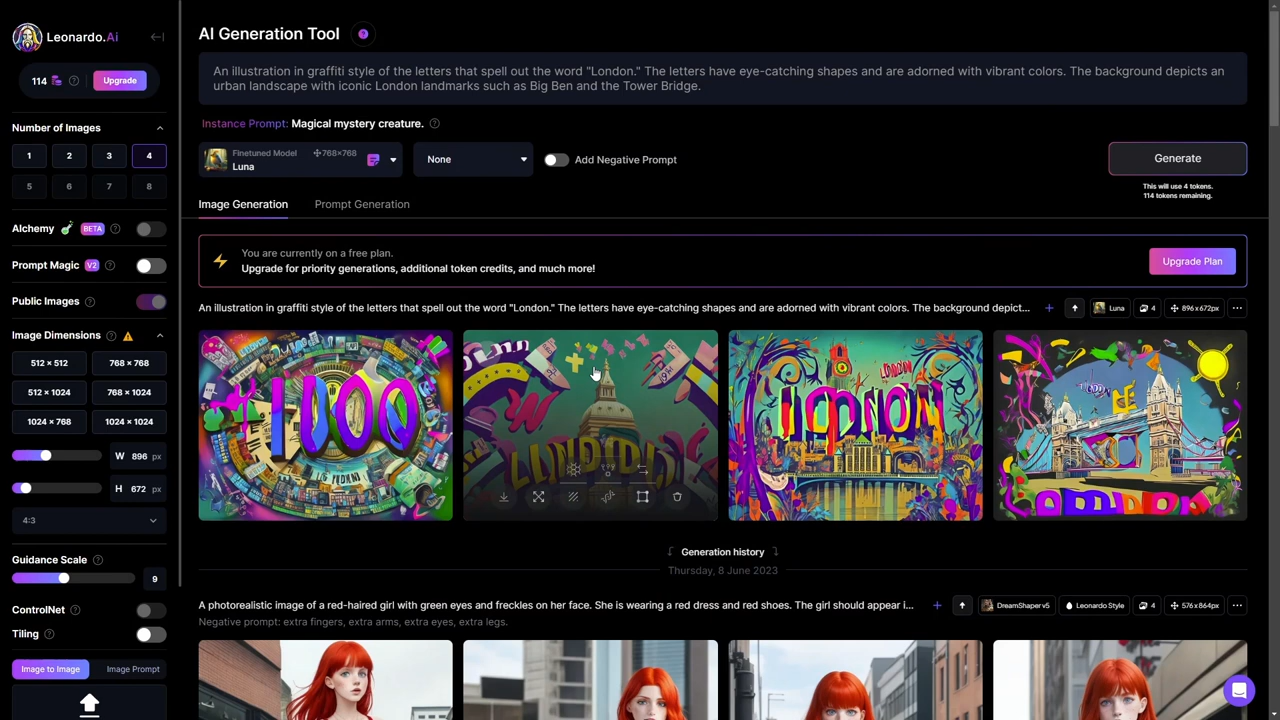 Leonardo.Ai
114
Upgrade
Number of Images
1
2
3
4
5
6
7
8
Alchemy
BETA
Prompt Magic
V2
Public Images
Image Dimensions
512 × 512
768 × 768
512 × 1024
768 × 1024
1024 × 768
1024 × 1024
W 896 px
H 672 px
4:3
Guidance Scale
9
ControlNet
Tiling
Image to Image
Image Prompt
AI Generation Tool
An illustration in graffiti style of the letters that spell out the word "London." The letters have eye-catching shapes and are adorned with vibrant colors. The background depicts an
urban landscape with iconic London landmarks such as Big Ben and the Tower Bridge.
Instance Prompt: Magical mystery creature.
Finetuned Model
768×768
Luna
None
Add Negative Prompt
Generate
This will use 4 tokens.
114 tokens remaining.
Image Generation
Prompt Generation
You are currently on a free plan.
Upgrade for priority generations, additional token credits, and much more!
Upgrade Plan
An illustration in graffiti style of the letters that spell out the word "London." The letters have eye-catching shapes and are adorned with vibrant colors. The background depict...
Luna
4
896 x 672px
Generation history
Thursday, 8 June 2023
A photorealistic image of a red-haired girl with green eyes and freckles on her face. She is wearing a red dress and red shoes. The girl should appear i...
DreamShaper v5
Leonardo Style
4
576 x 864px
Negative prompt: extra fingers, extra arms, extra eyes, extra legs.